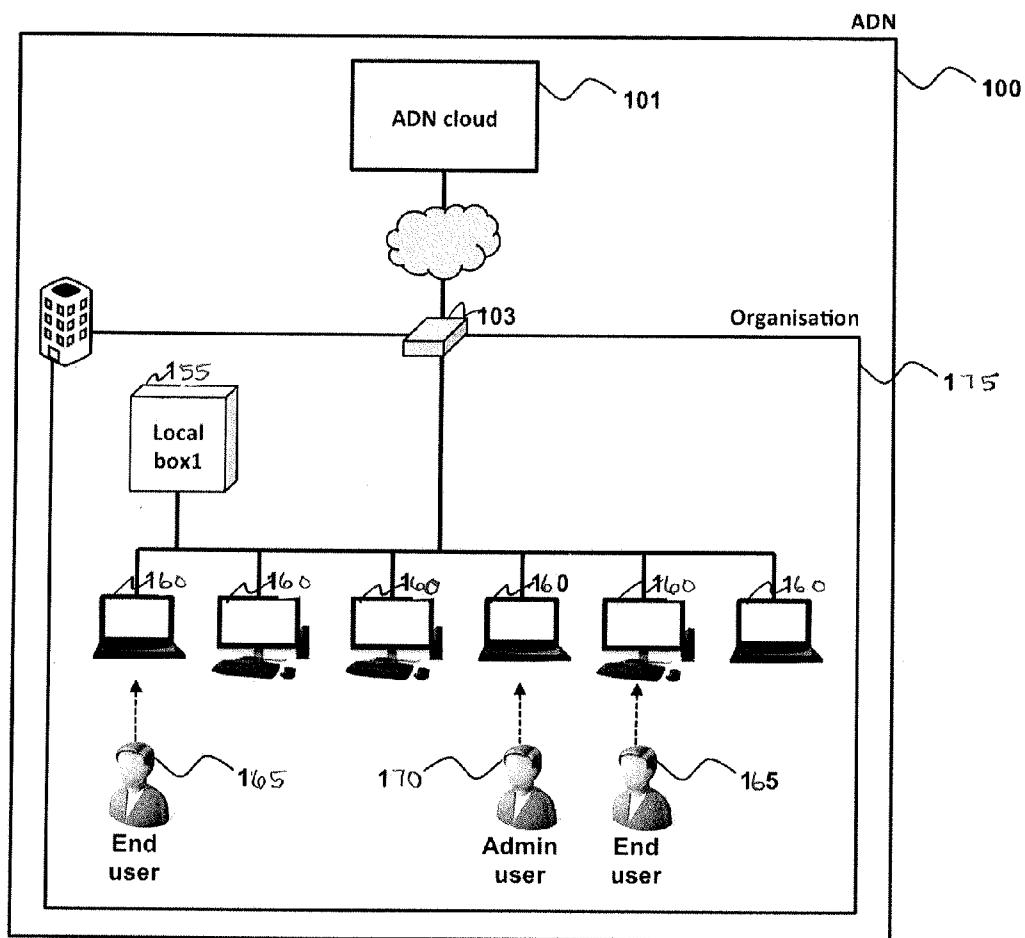 ADN
100
101
ADN cloud
103
Organisation
175
155
Local
box1
160
160
160
160
160
160
165
170
165
End
user
Admin
user
End
user